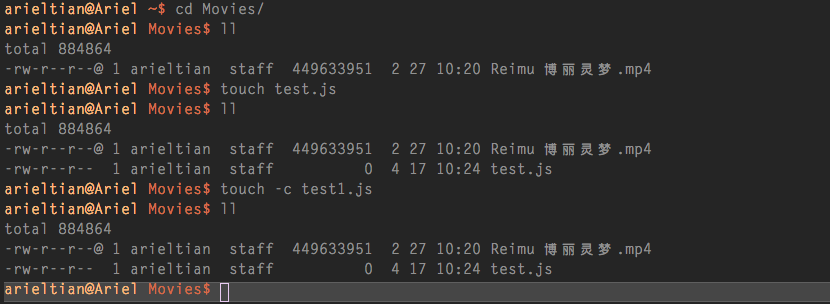 arieltian@Ariel ~$ cd Movies/
arieltian@Ariel Movies$ ll
total 884864
-rw-r--r--@ 1 arieltian  staff  449633951  2 27 10:20 Reimu 博丽灵梦.mp4
arieltian@Ariel Movies$ touch test.js
arieltian@Ariel Movies$ ll
total 884864
-rw-r--r--@ 1 arieltian  staff  449633951  2 27 10:20 Reimu 博丽灵梦.mp4
-rw-r--r--  1 arieltian  staff          0  4 17 10:24 test.js
arieltian@Ariel Movies$ touch -c test1.js
arieltian@Ariel Movies$ ll
total 884864
-rw-r--r--@ 1 arieltian  staff  449633951  2 27 10:20 Reimu 博丽灵梦.mp4
-rw-r--r--  1 arieltian  staff          0  4 17 10:24 test.js
arieltian@Ariel Movies$